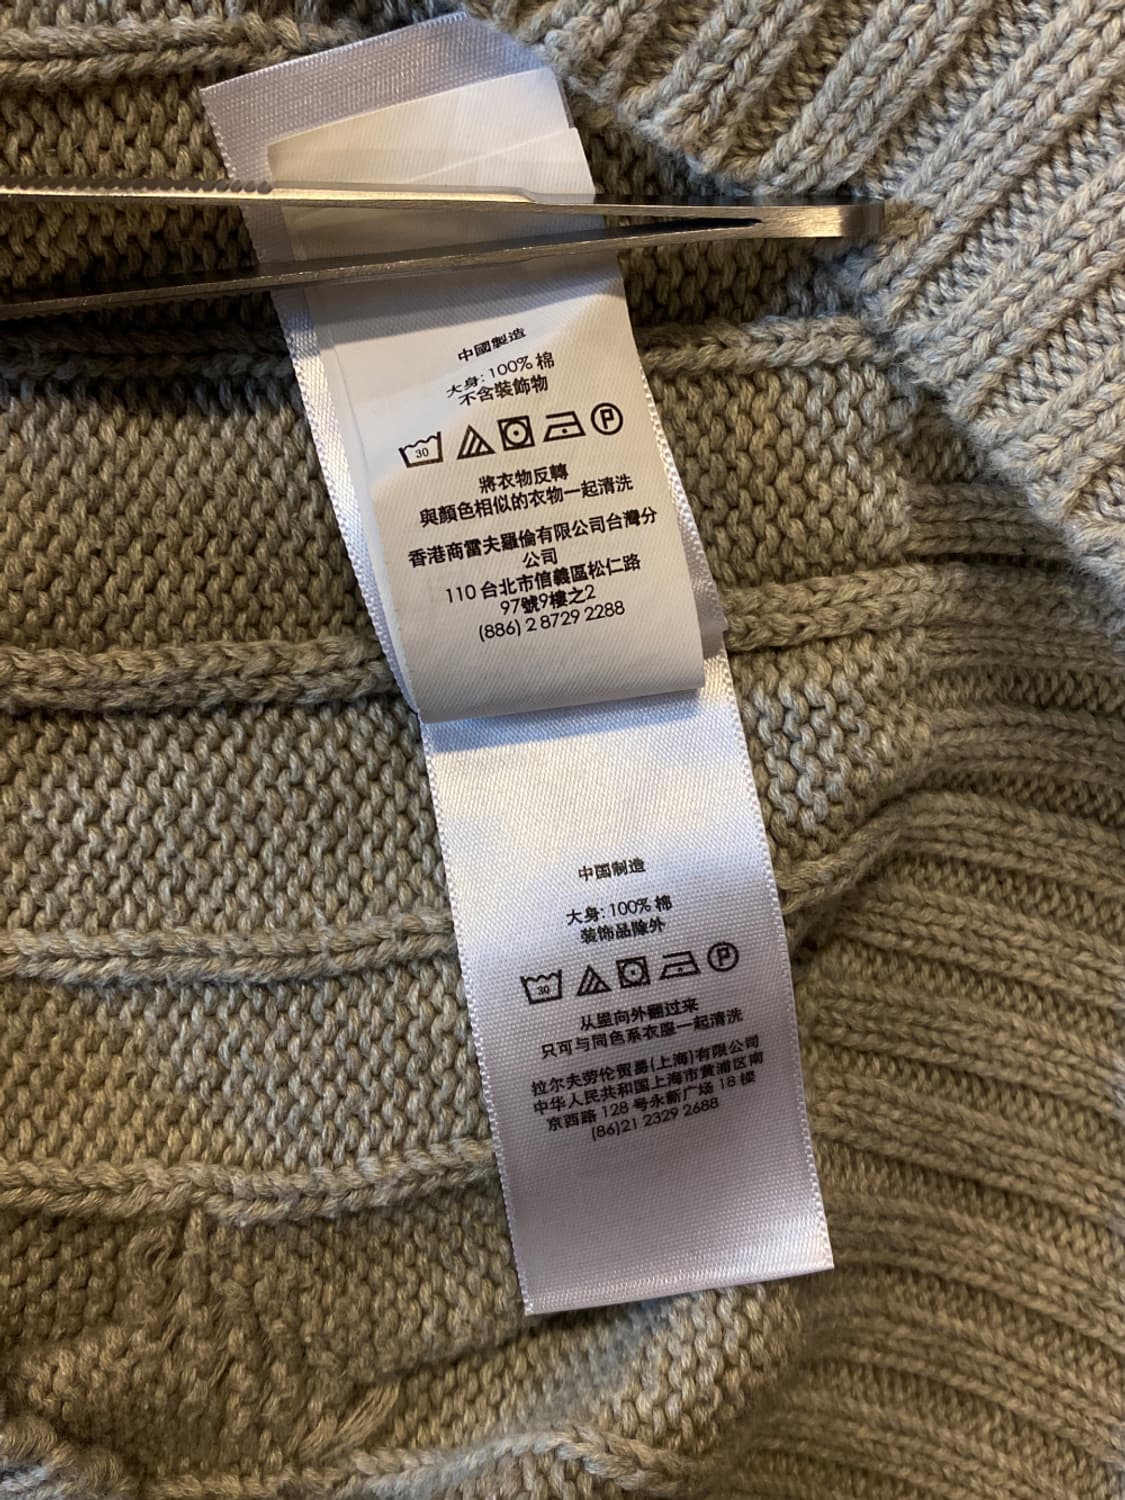 中國製造
大身: 100% 棉
不含裝飾物
30 P
將衣物反轉
與顏色相似的衣物一起清洗
香港商雷夫羅倫有限公司台灣分
公司
110 台北市信義區松仁路
97號9樓之2
(886) 2 8729 2288
中国制造
大身: 100% 棉
装饰品除外
30 P
从里向外翻过来
只可与同色系衣服一起清洗
拉尔夫劳伦贸易(上海)有限公司
中华人民共和国上海市黄浦区南
京西路 128 号永新广场 18 楼
(86)21 2329 2688